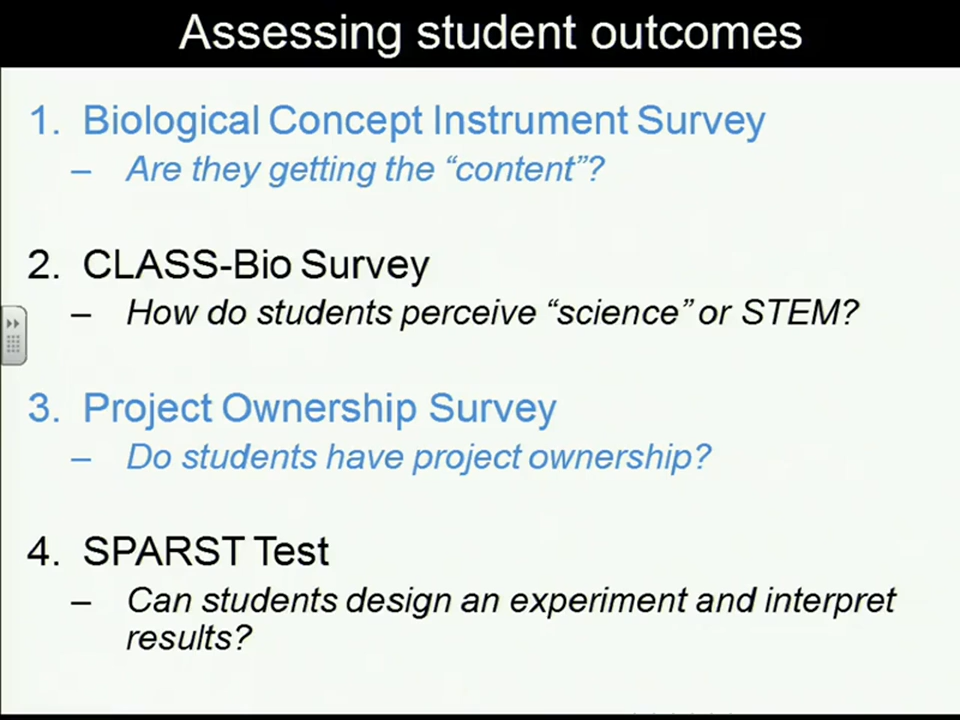 Assessing student outcomes
1. Biological Concept Instrument Survey
– Are they getting the “content”?
2. CLASS-Bio Survey
– How do students perceive “science” or STEM?
3. Project Ownership Survey
– Do students have project ownership?
4. SPARST Test
– Can students design an experiment and interpret
results?